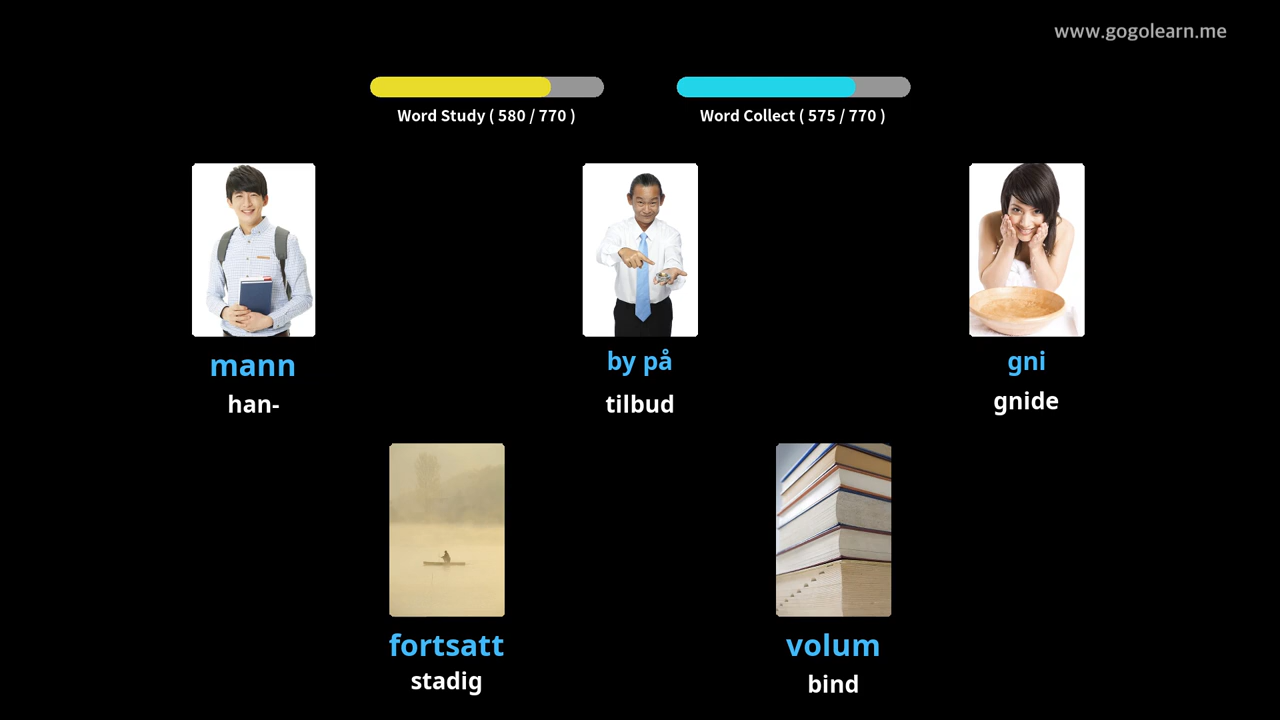 www.gogolearn.me
Word Study ( 580 / 770 )
Word Collect ( 575 / 770 )
mann
han-
by på
tilbud
gni
gnide
fortsatt
stadig
volum
bind